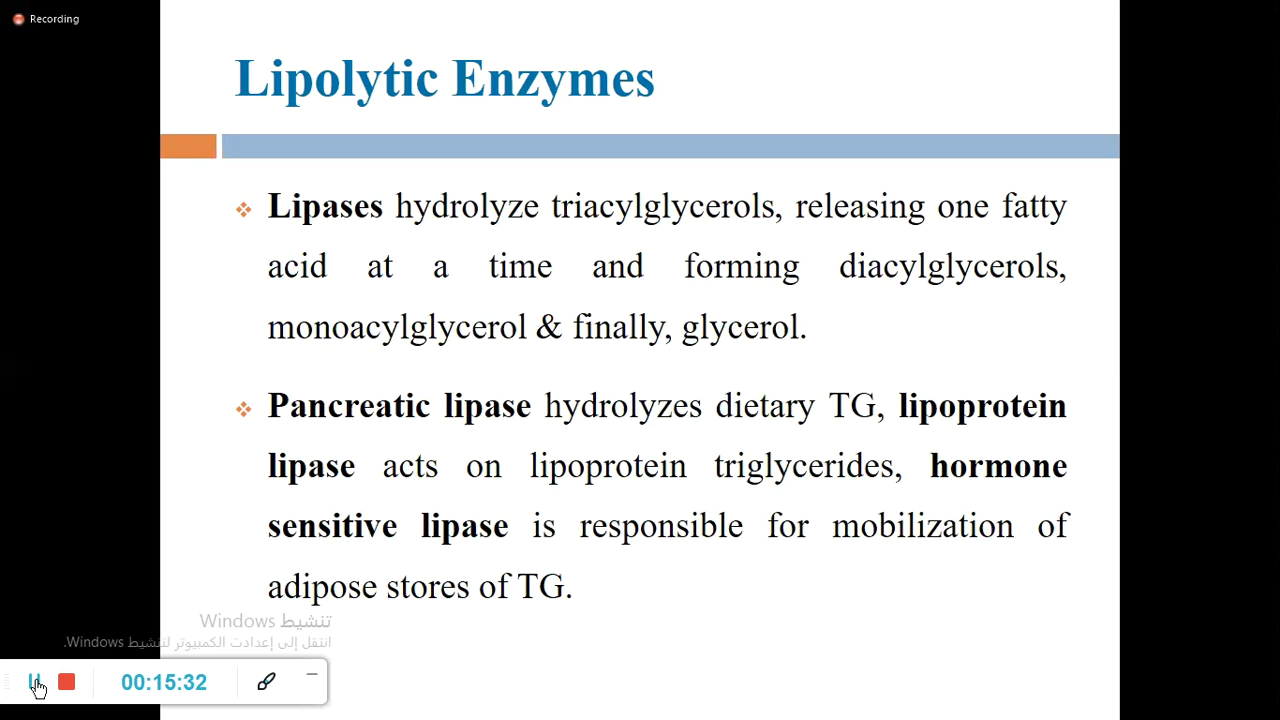 Recording
Lipolytic Enzymes
Lipases hydrolyze triacylglycerols, releasing one fatty
acid at a time and forming diacylglycerols,
monoacylglycerol & finally, glycerol.
Pancreatic lipase hydrolyzes dietary TG, lipoprotein
lipase acts on lipoprotein triglycerides, hormone
sensitive lipase is responsible for mobilization of
adipose stores of TG.
تنشيط Windows
انتقل إلى إعدادت الكمبيوتر لتنشيط Windows.
00:15:32